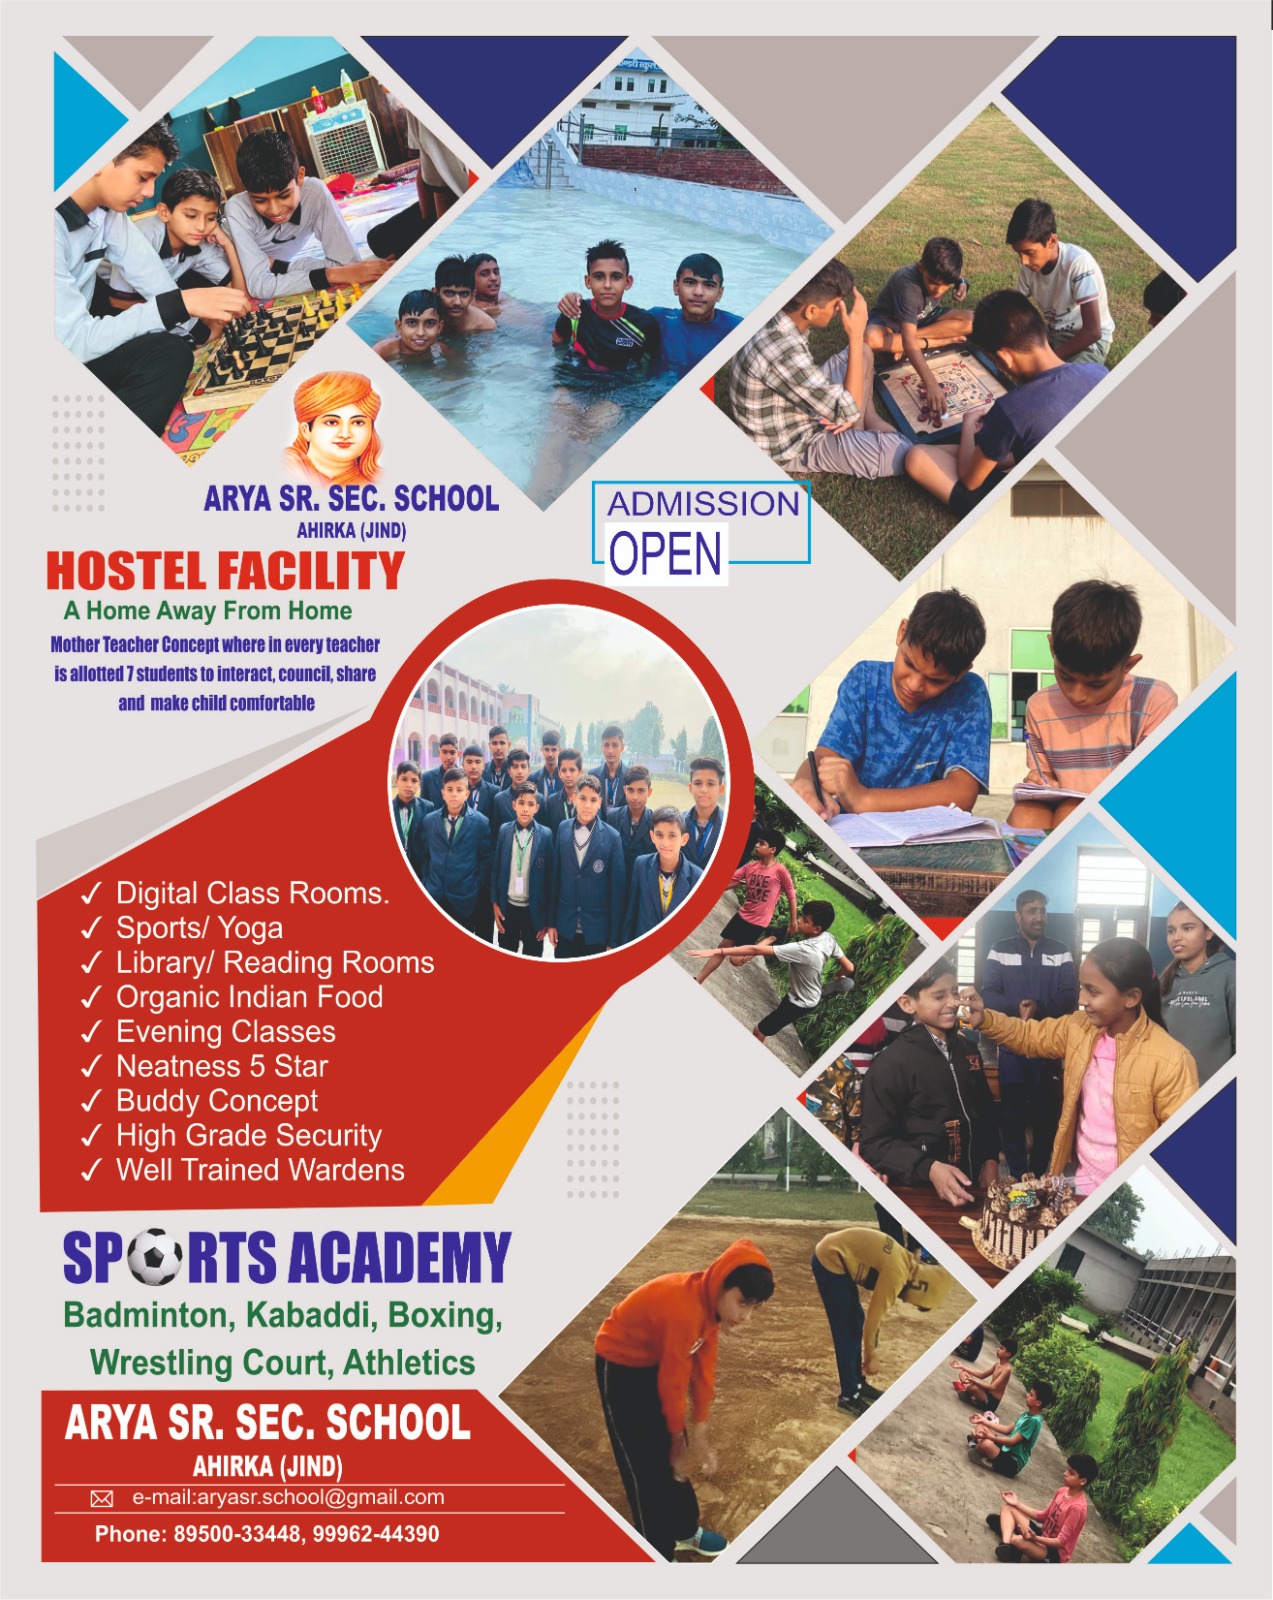 ARYA SR. SEC. SCHOOL
AHIRKA (JIND)
HOSTEL FACILITY
A Home Away From Home
Mother Teacher Concept where in every teacher
is allotted 7 students to interact, council, share
and make child comfortable
ADMISSION
OPEN
✓ Digital Class Rooms.
✓ Sports/ Yoga
✓ Library/ Reading Rooms
✓ Organic Indian Food
✓ Evening Classes
✓ Neatness 5 Star
✓ Buddy Concept
✓ High Grade Security
✓ Well Trained Wardens
SPORTS ACADEMY
Badminton, Kabaddi, Boxing,
Wrestling Court, Athletics
ARYA SR. SEC. SCHOOL
AHIRKA (JIND)
e-mail:aryasr.school@gmail.com
Phone: 89500-33448, 99962-44390